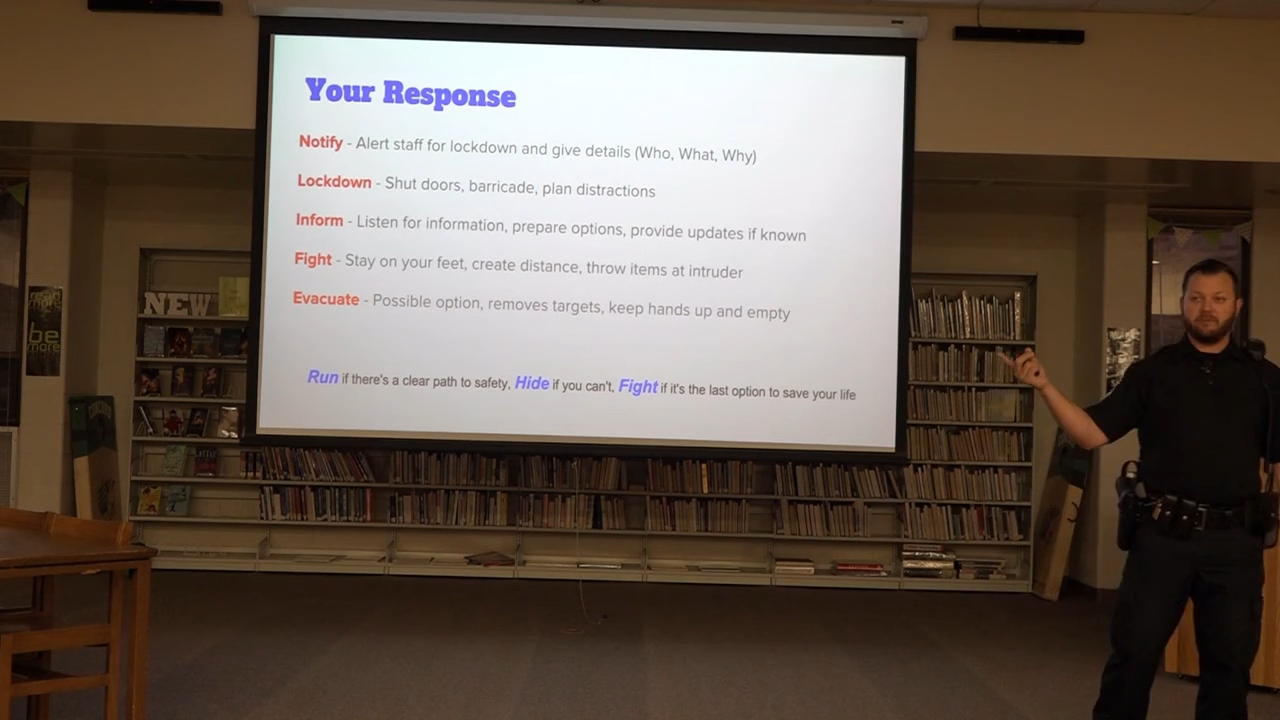 Your Response
Notify - Alert staff for lockdown and give details (Who, What, Why)
Lockdown - Shut doors, barricade, plan distractions
Inform - Listen for information, prepare options, provide updates if known
Fight - Stay on your feet, create distance, throw items at intruder
Evacuate - Possible option, removes targets, keep hands up and empty
Run if there's a clear path to safety, Hide if you can't, Fight if it's the last option to save your life
NEW
read
more
be
more